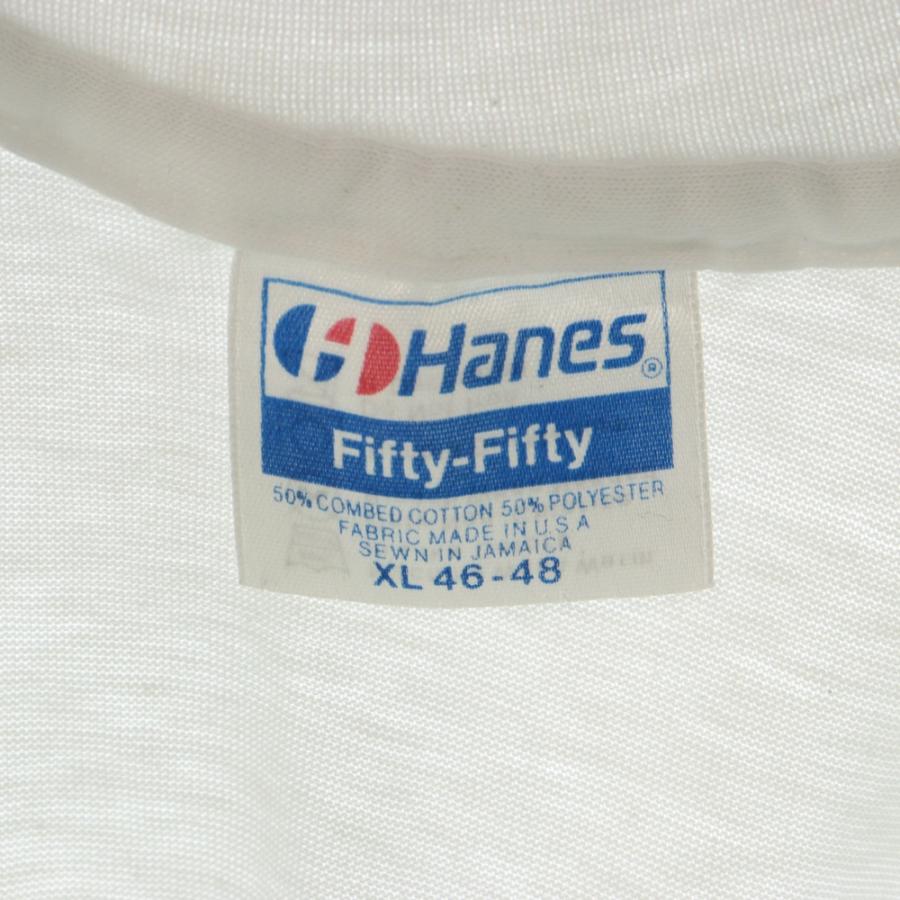 Hanes®
Fifty-Fifty
50% COMBED COTTON 50% POLYESTER
FABRIC MADE IN U.S.A
SEWN IN JAMAICA
XL 46-48